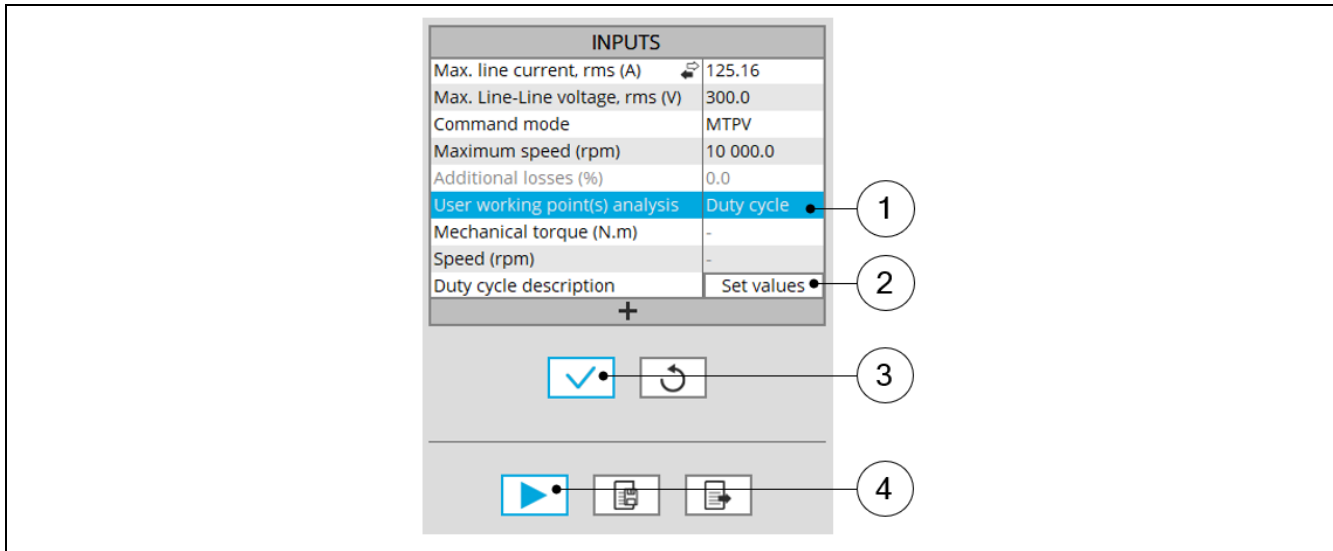 INPUTS
Max. line current, rms (A) 125.16
Max. Line-Line voltage, rms (V) 300.0
Command mode MTPV
Maximum speed (rpm) 10 000.0
Additional losses (%) 0.0
User working point(s) analysis Duty cycle 1
Mechanical torque (N.m) -
Speed (rpm) -
Duty cycle description Set values 2
+
3
4